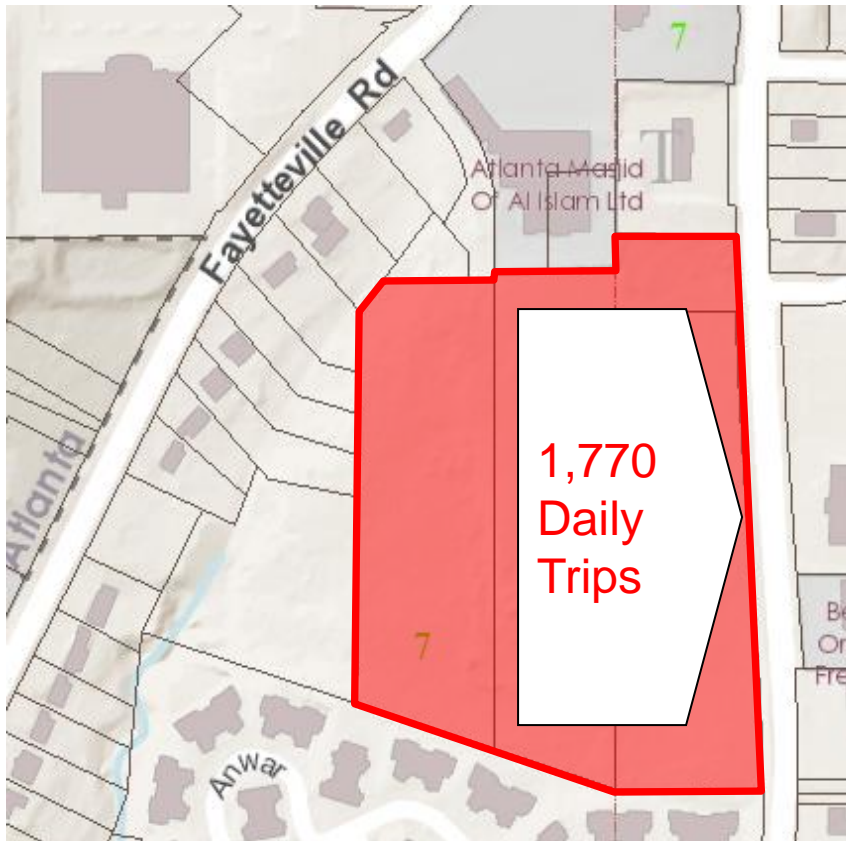 7
Fayetteville Rd
T
Atlanta Masjid
Of Al Islam Ltd
Atlanta
1,770
Daily
Trips
7
Anwar